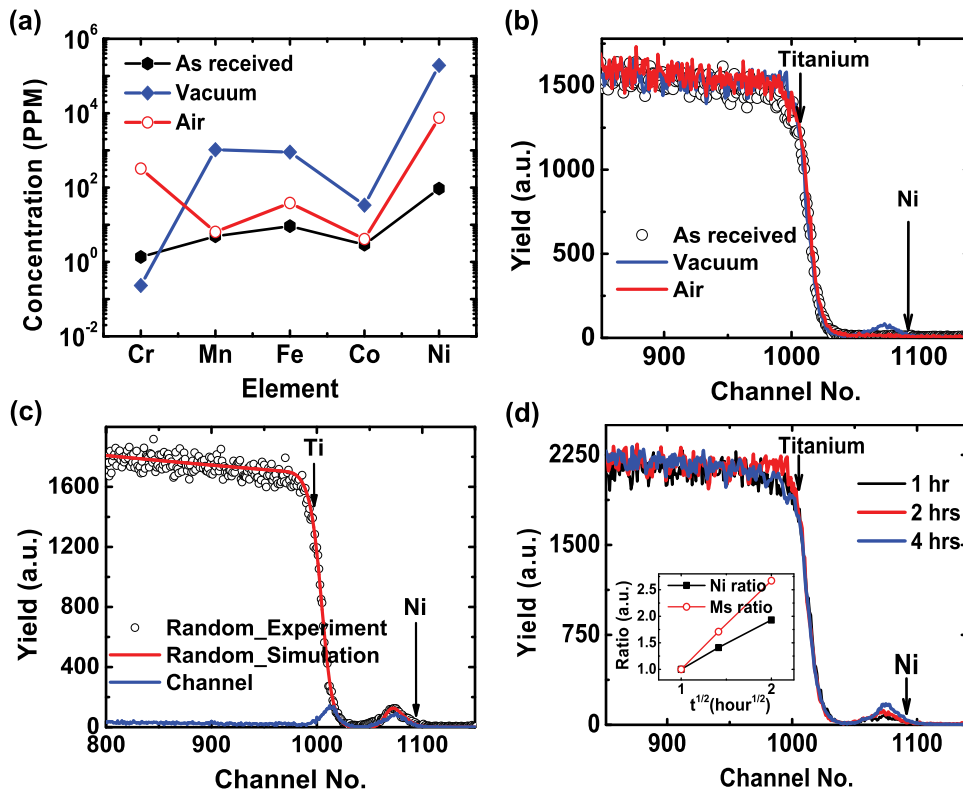 (a)
Concentration (PPM)
10^6
10^4
10^2
10^0
10^-2
As received
Vacuum
Air
Cr Mn Fe Co Ni
Element
(b)
Yield (a.u.)
1500
1000
500
0
Titanium
Ni
As received
Vacuum
Air
900 1000 1100
Channel No.
(c)
Yield (a.u.)
1600
1200
800
400
0
Ti
Ni
Random_Experiment
Random_Simulation
Channel
800 900 1000 1100
Channel No.
(d)
Yield (a.u.)
2250
1500
750
0
Titanium
1 hr
2 hrs
4 hrs
Ni
Ratio (a.u.)
2.5
2.0
1.5
1.0
Ni ratio
Ms ratio
1 2
t^1/2(hour^1/2)
900 1000 1100
Channel No.